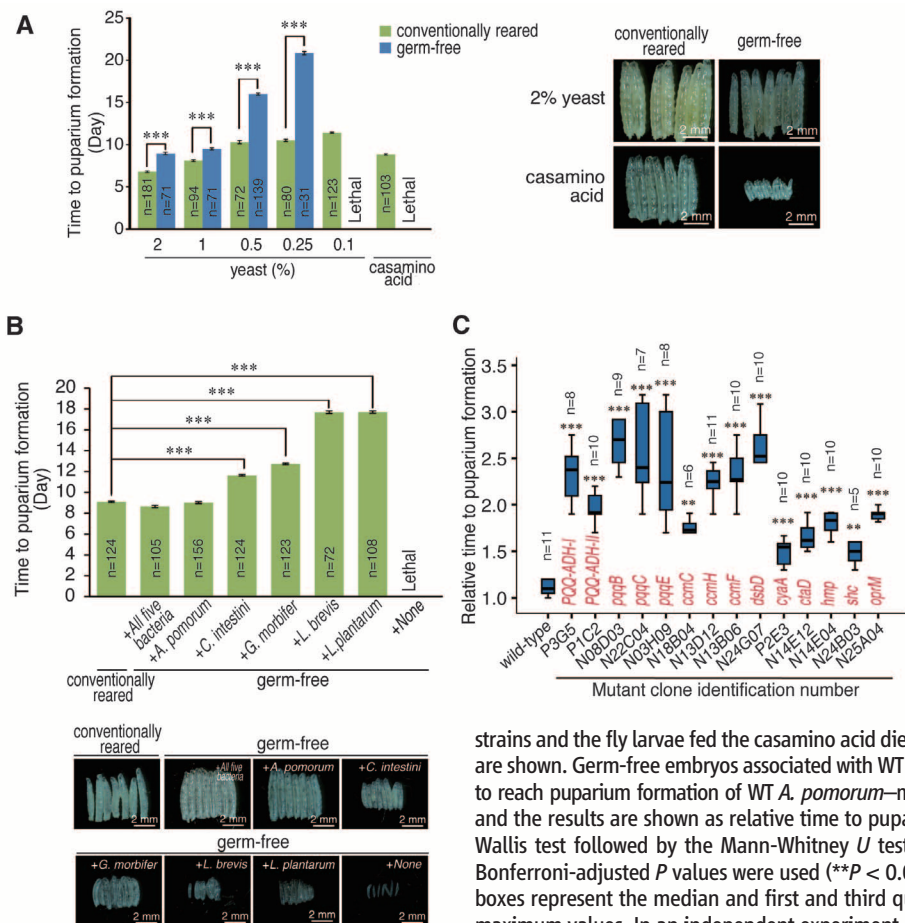 A
Time to puparium formation
(Day)
25
20
15
10
5
0
conventionally reared
germ-free
***
***
***
***
n=181
n=71
n=94
n=71
n=72
n=139
n=80
n=31
n=123
Lethal
n=103
Lethal
2
1
0.5
0.25
0.1
yeast (%)
casamino
acid
conventionally
reared
germ-free
2% yeast
2 mm
2 mm
casamino
acid
2 mm
2 mm
B
Time to puparium formation
(Day)
20
18
16
14
12
10
8
6
4
2
0
***
***
***
***
n=124
n=105
n=156
n=124
n=123
n=72
n=108
Lethal
+All five
bacteria
+A. pomorum
+C. intestini
+G. morbifer
+L. brevis
+L.plantarum
+None
conventionally
reared
germ-free
conventionally
reared
germ-free
2 mm
+All five
bacteria
2 mm
+A. pomorum
2 mm
+C. intestini
2 mm
germ-free
+G. morbifer
2 mm
+L. brevis
2 mm
+L. plantarum
2 mm
+None
2 mm
C
Relative time to puparium formation
3.5
3.0
2.5
2.0
1.5
1.0
n=11
n=8
***
n=10
***
n=9
***
n=7
***
n=8
***
n=6
**
n=11
***
n=10
***
n=10
***
n=10
***
n=12
***
n=10
***
n=5
**
n=10
***
PQQ-ADH-I
PQQ-ADH-II
pqqB
pqqC
pqqE
ccmC
ccmH
ccmF
dsbD
cyaA
ctaD
hmp
shc
oprM
wild-type
P3G5
P1C2
N08D03
N22C04
N03H09
N18B04
N13D12
N13B06
N24G07
P2E3
N14E12
N14E04
N24B03
N25A04
Mutant clone identification number
strains and the fly larvae fed the casamino acid die
are shown. Germ-free embryos associated with WT
to reach puparium formation of WT A. pomorum—m
and the results are shown as relative time to pupa
Wallis test followed by the Mann-Whitney U test
Bonferroni-adjusted P values were used (**P < 0.0
boxes represent the median and first and third qu
maximum values. In an independent experiment